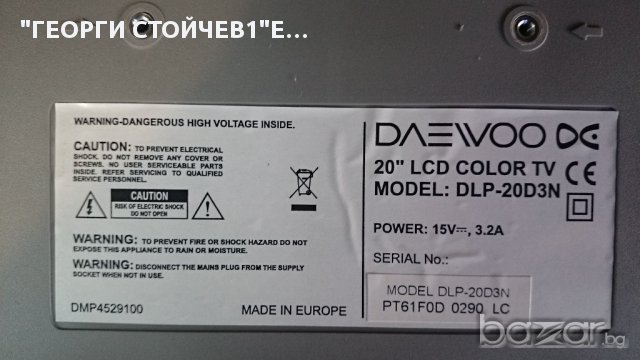 "ГЕОРГИ СТОЙЧЕВ1"Е...
WARNING-DANGEROUS HIGH VOLTAGE INSIDE.
CAUTION: TO PREVENT ELECTRICAL
SHOCK. DO NOT REMOVE ANY COVER OR
SCREWS. NO USER SERVICEABLE PARTS
INSIDE. REFER SERVICING TO QUALIFIED
SERVICE PERSONNEL.
CAUTION
RISK OF ELECTRIC SHOCK
DO NOT OPEN
WARNING: TO PREVENT FIRE OR SHOCK HAZARD DO NOT
EXPOSE THIS APPLIANCE TO RAIN OR MOISTURE.
WARNING: DISCONNECT THE MAINS PLUG FROM THE SUPPLY
SOCKET WHEN NOT IN USE.
DMP4529100
MADE IN EUROPE
DAEWOO
20" LCD COLOR TV
MODEL: DLP-20D3N
CE
POWER: 15V⎓, 3.2A
SERIAL No.:
MODEL DLP-20D3N
PT61F0D 0290 LC
bazar.bg